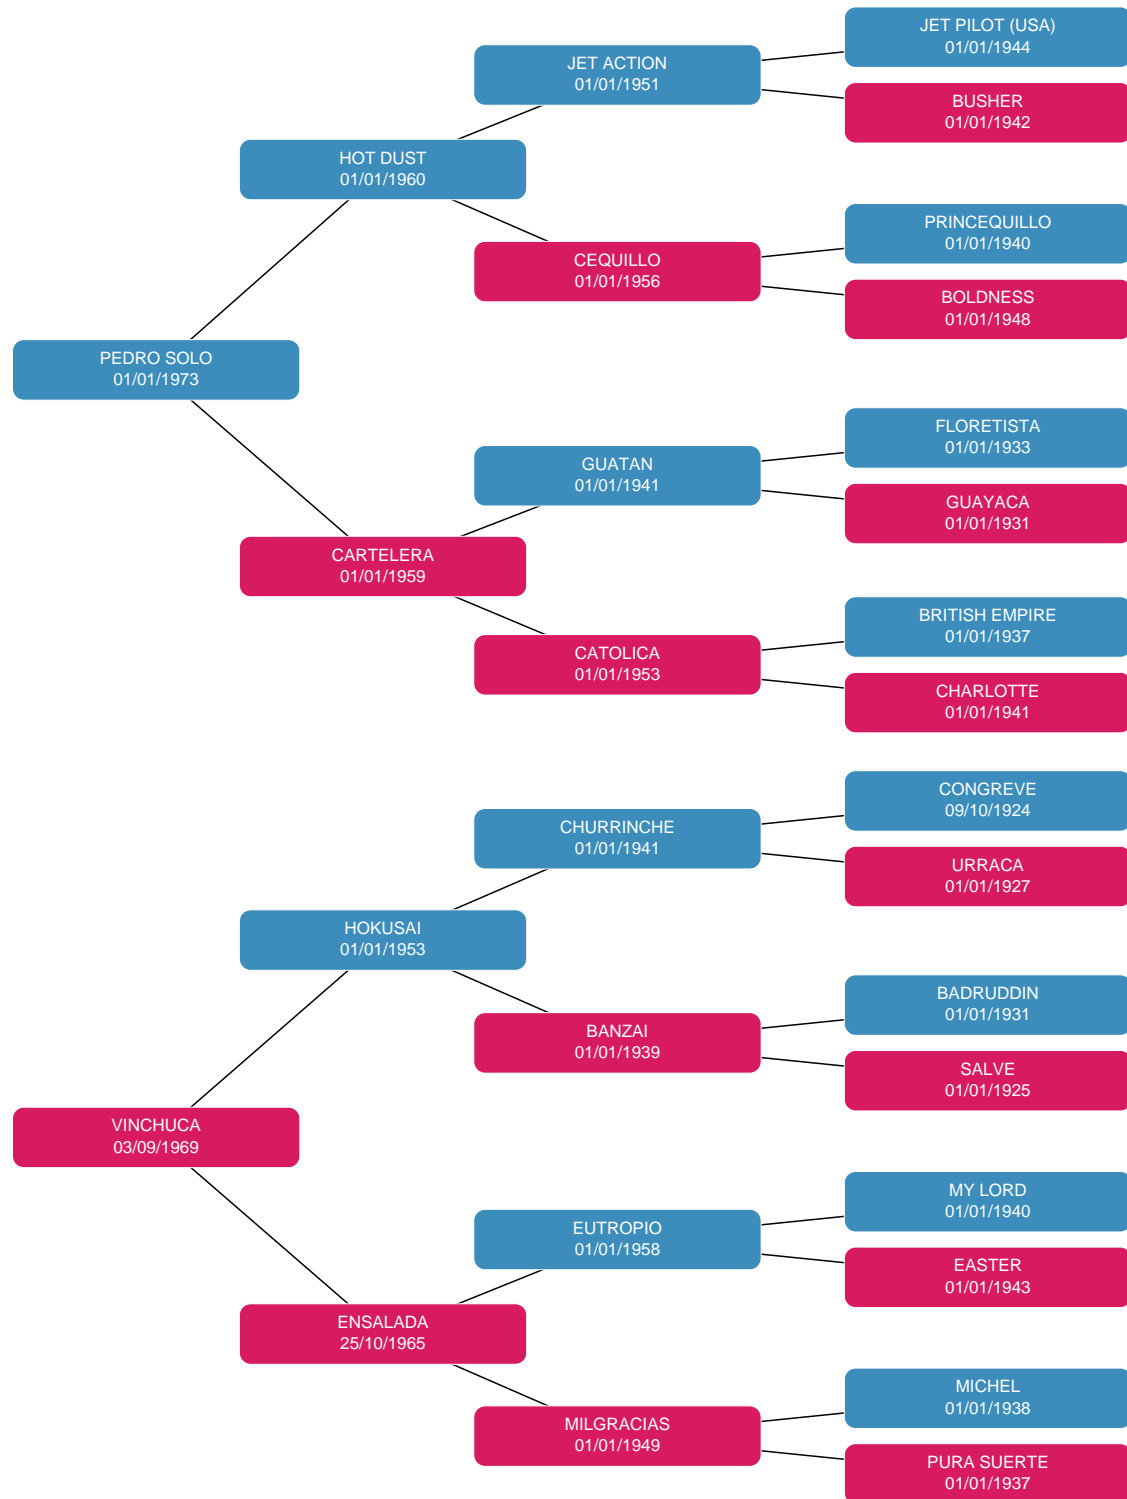 JET PILOT (USA)
01/01/1944
JET ACTION
01/01/1951
BUSHER
01/01/1942
HOT DUST
01/01/1960
PRINCEQUILLO
01/01/1940
CEQUILLO
01/01/1956
BOLDNESS
01/01/1948
PEDRO SOLO
01/01/1973
FLORETISTA
01/01/1933
GUATAN
01/01/1941
GUAYACA
01/01/1931
CARTELERA
01/01/1959
BRITISH EMPIRE
01/01/1937
CATOLICA
01/01/1953
CHARLOTTE
01/01/1941
CONGREVE
09/10/1924
CHURRINCHE
01/01/1941
URRACA
01/01/1927
HOKUSAI
01/01/1953
BADRUDDIN
01/01/1931
BANZAI
01/01/1939
SALVE
01/01/1925
VINCHUCA
03/09/1969
MY LORD
01/01/1940
EUTROPIO
01/01/1958
EASTER
01/01/1943
ENSALADA
25/10/1965
MICHEL
01/01/1938
MILGRACIAS
01/01/1949
PURA SUERTE
01/01/1937